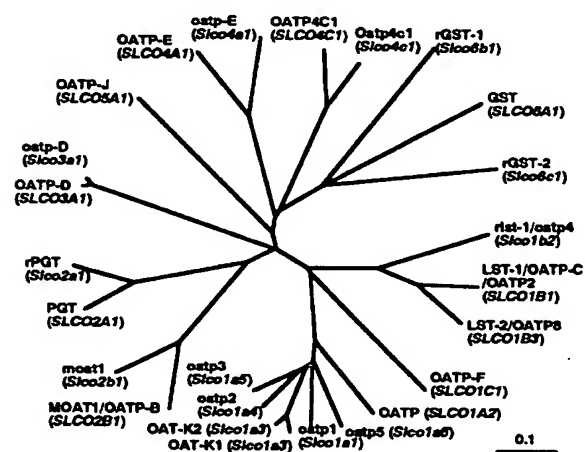 oatp-E
(Slco4a1)
OATP4C1
(SLCO4C1)
Oatp4c1
(Slco4c1)
rGST-1
(Slco6b1)
OATP-E
(SLCO4A1)
OATP-J
(SLCO5A1)
GST
(SLCO6A1)
oatp-D
(Slco3a1)
OATP-D
(SLCO3A1)
rGST-2
(Slco6c1)
rlst-1/oatp4
(Slco1b2)
rPGT
(Slco2a1)
LST-1/OATP-C
/OATP2
(SLCO1B1)
PGT
(SLCO2A1)
LST-2/OATP8
(SLCO1B3)
moat1
(Slco2b1)
oatp3
(Slco1a5)
OATP-F
(SLCO1C1)
oatp2
(Slco1a4)
MOAT1/OATP-B
(SLCO2B1)
OATP (SLCO1A2)
OAT-K2 (Slco1a3)
oatp1
(Slco1a1)
oatp5 (Slco1a6)
OAT-K1 (Slco1a3)
0.1